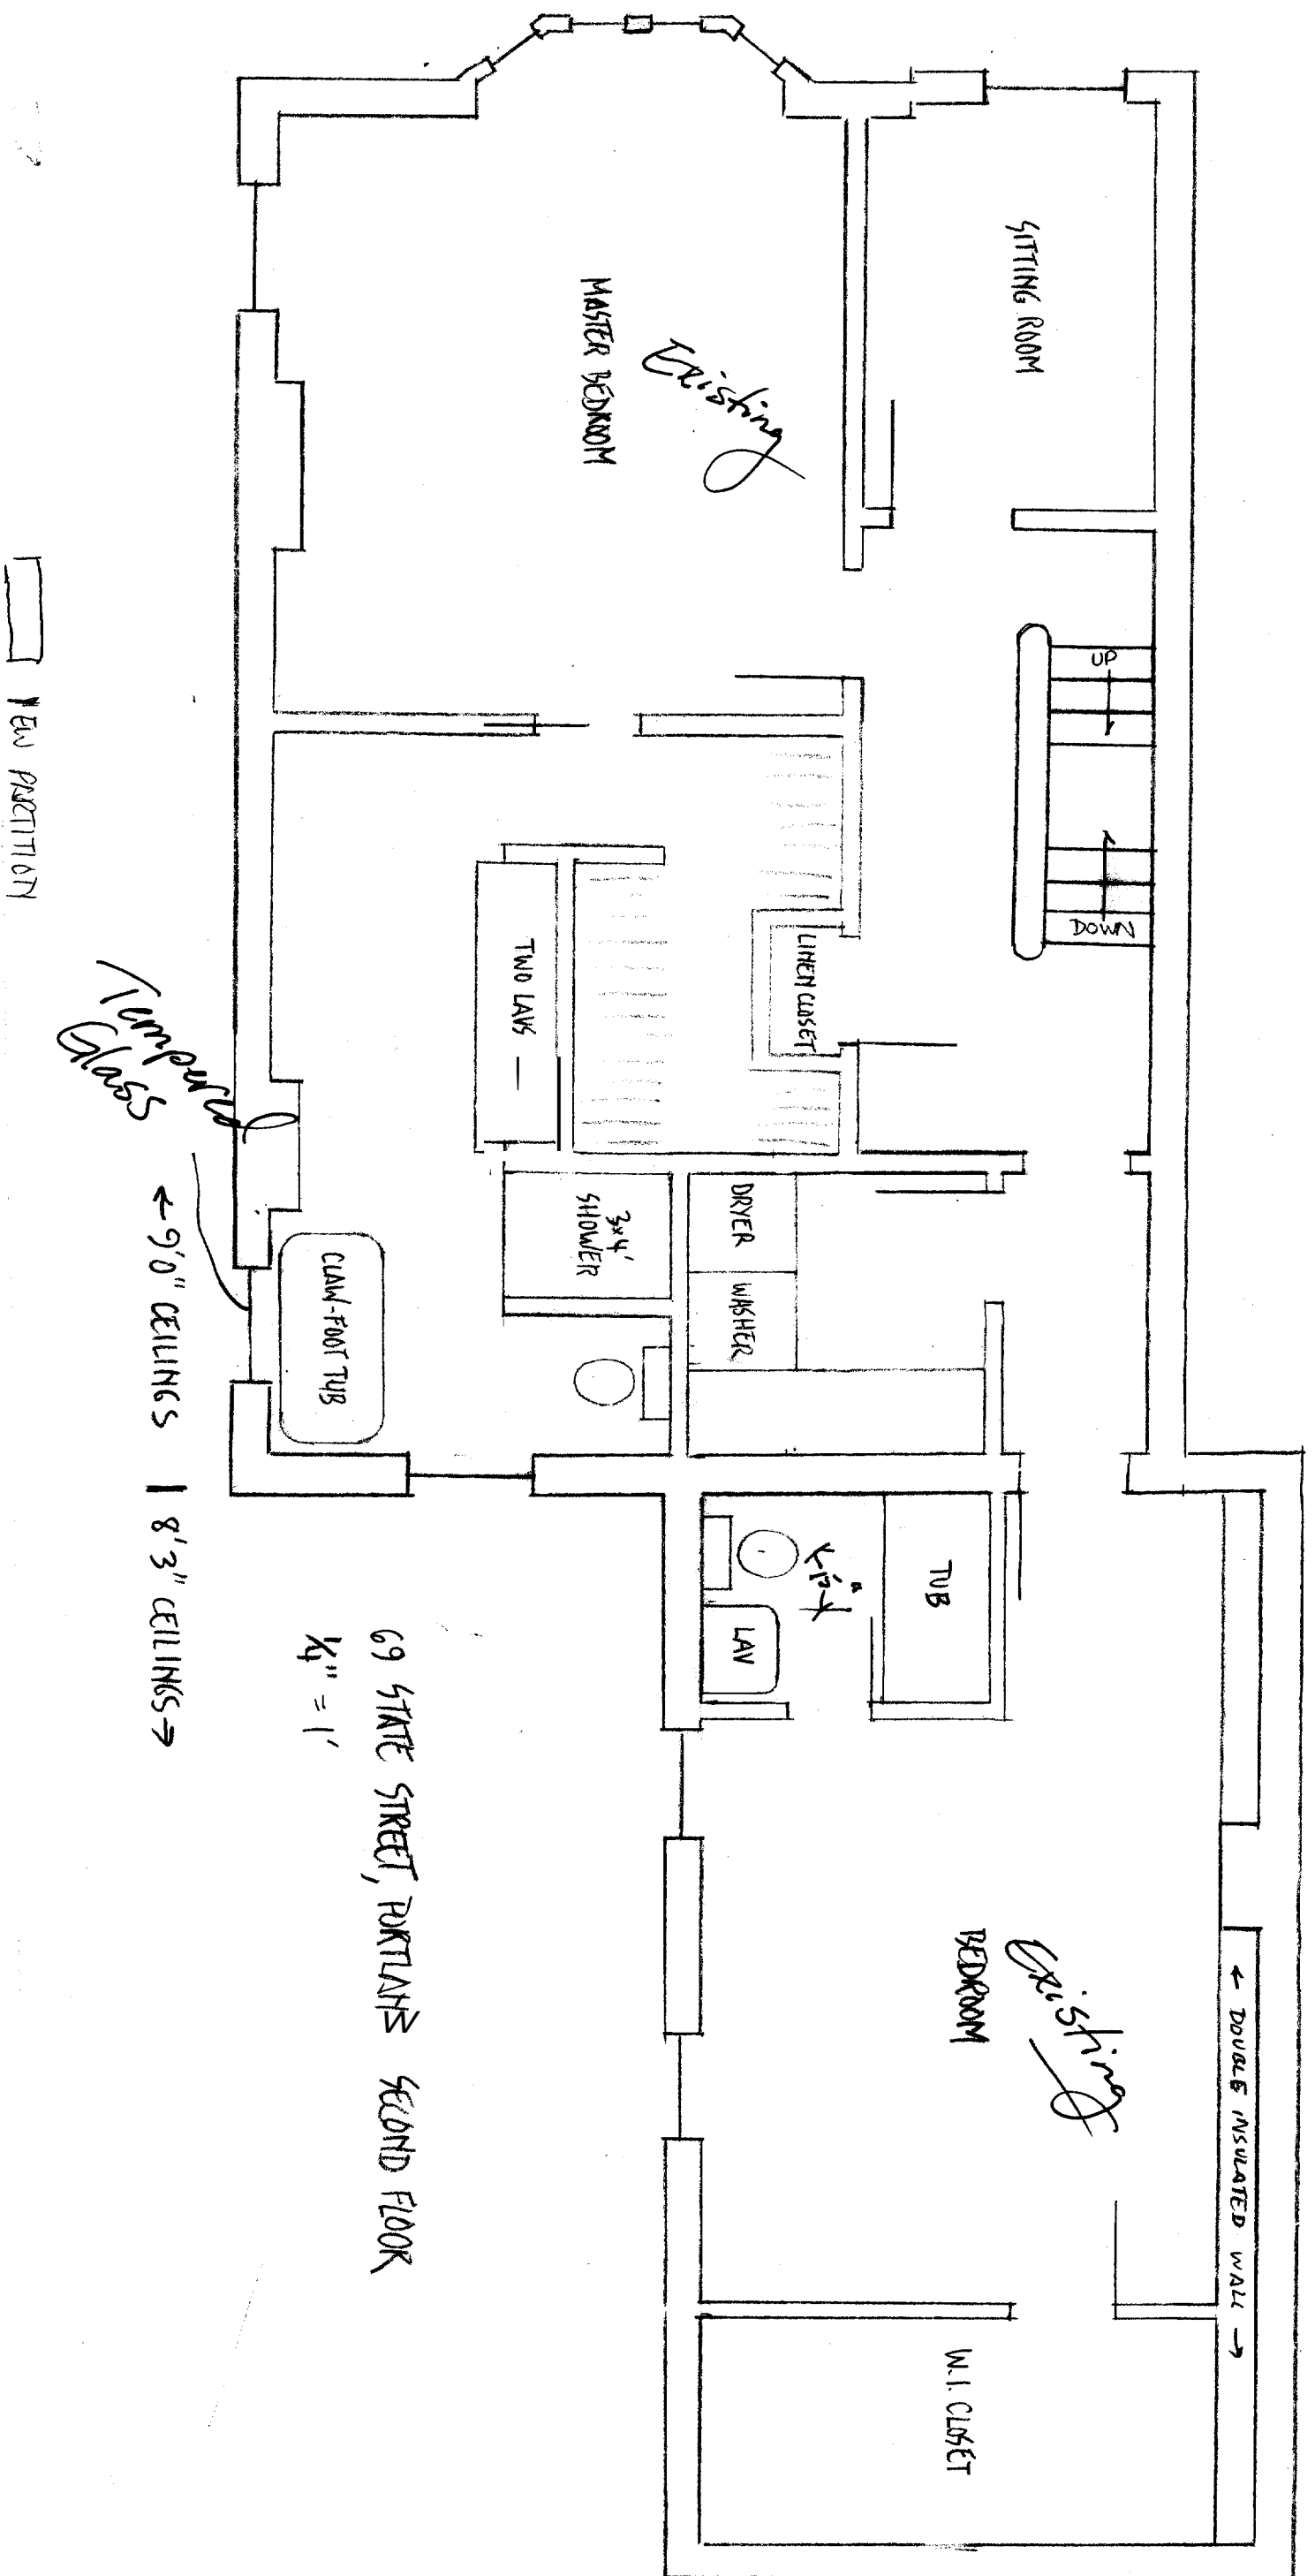 SITTING ROOM
MASTER BEDROOM
Existing
UP
DOWN
LINEN CLOSET
TWO LAVS
DRYER
WASHER
3x4'
SHOWER
CLAW-FOOT TUB
Tempered
Glass
← 9'0" CEILINGS | 8'3" CEILINGS →
TUB
LAV
BEDROOM
Existing
← DOUBLE INSULATED WALL →
W.I. CLOSET
69 STATE STREET, PORTLAND SECOND FLOOR
1/4" = 1'
NEW PARTITION